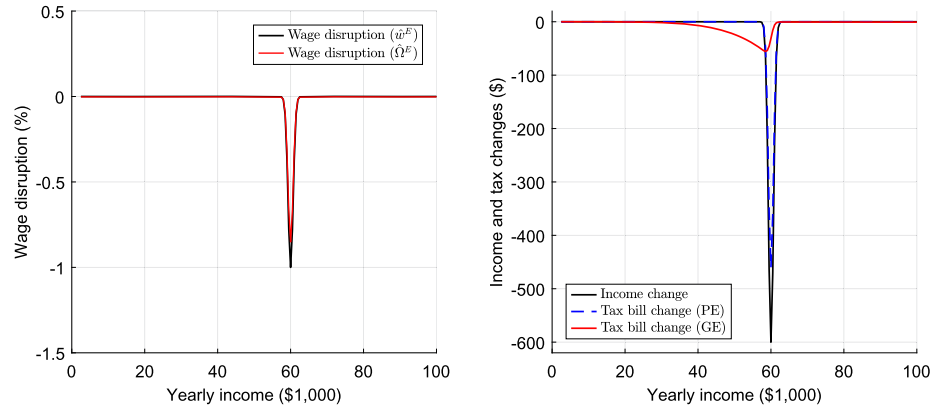 Wage disruption (%)
0.5
0
-0.5
-1
-1.5
Wage disruption (ŵᴱ)
Wage disruption (Ω̂ᴱ)
0 20 40 60 80 100
Yearly income ($1,000)
Income and tax changes ($)
0
-100
-200
-300
-400
-500
-600
Income change
Tax bill change (PE)
Tax bill change (GE)
0 20 40 60 80 100
Yearly income ($1,000)